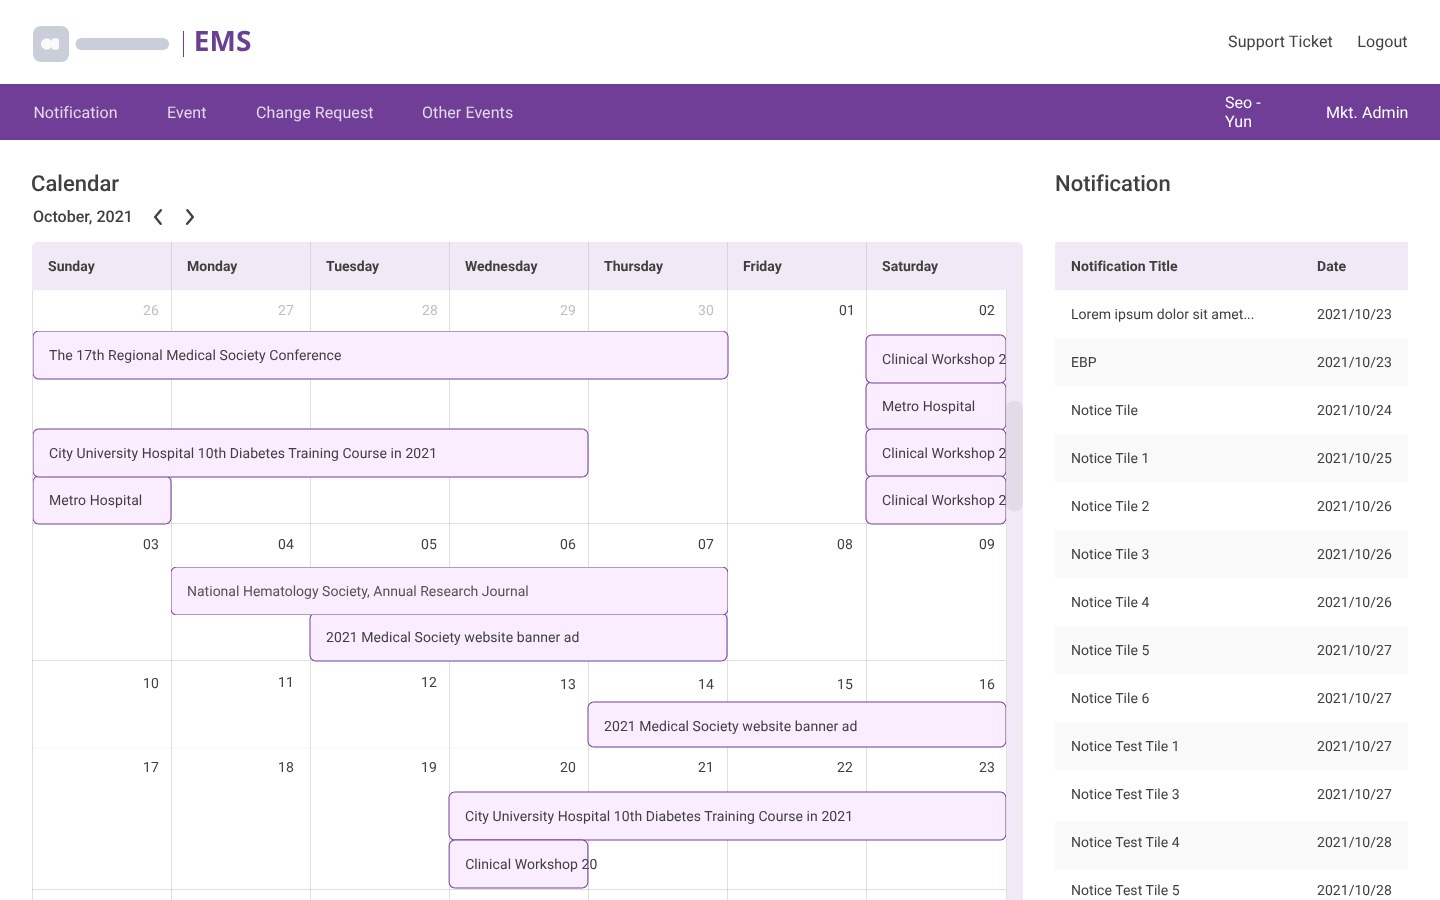 EMS
Support Ticket
Logout
Notification
Event
Change Request
Other Events
Seo -
Yun
Mkt. Admin
Calendar
October, 2021
Sunday
Monday
Tuesday
Wednesday
Thursday
Friday
Saturday
26
27
28
29
30
01
02
The 17th Regional Medical Society Conference
Clinical Workshop 2
Metro Hospital
City University Hospital 10th Diabetes Training Course in 2021
Clinical Workshop 2
Metro Hospital
Clinical Workshop 2
03
04
05
06
07
08
09
National Hematology Society, Annual Research Journal
2021 Medical Society website banner ad
10
11
12
13
14
15
16
2021 Medical Society website banner ad
17
18
19
20
21
22
23
City University Hospital 10th Diabetes Training Course in 2021
Clinical Workshop 20
Notification
Notification Title
Date
Lorem ipsum dolor sit amet...
2021/10/23
EBP
2021/10/23
Notice Tile
2021/10/24
Notice Tile 1
2021/10/25
Notice Tile 2
2021/10/26
Notice Tile 3
2021/10/26
Notice Tile 4
2021/10/26
Notice Tile 5
2021/10/27
Notice Tile 6
2021/10/27
Notice Test Tile 1
2021/10/27
Notice Test Tile 3
2021/10/27
Notice Test Tile 4
2021/10/28
Notice Test Tile 5
2021/10/28